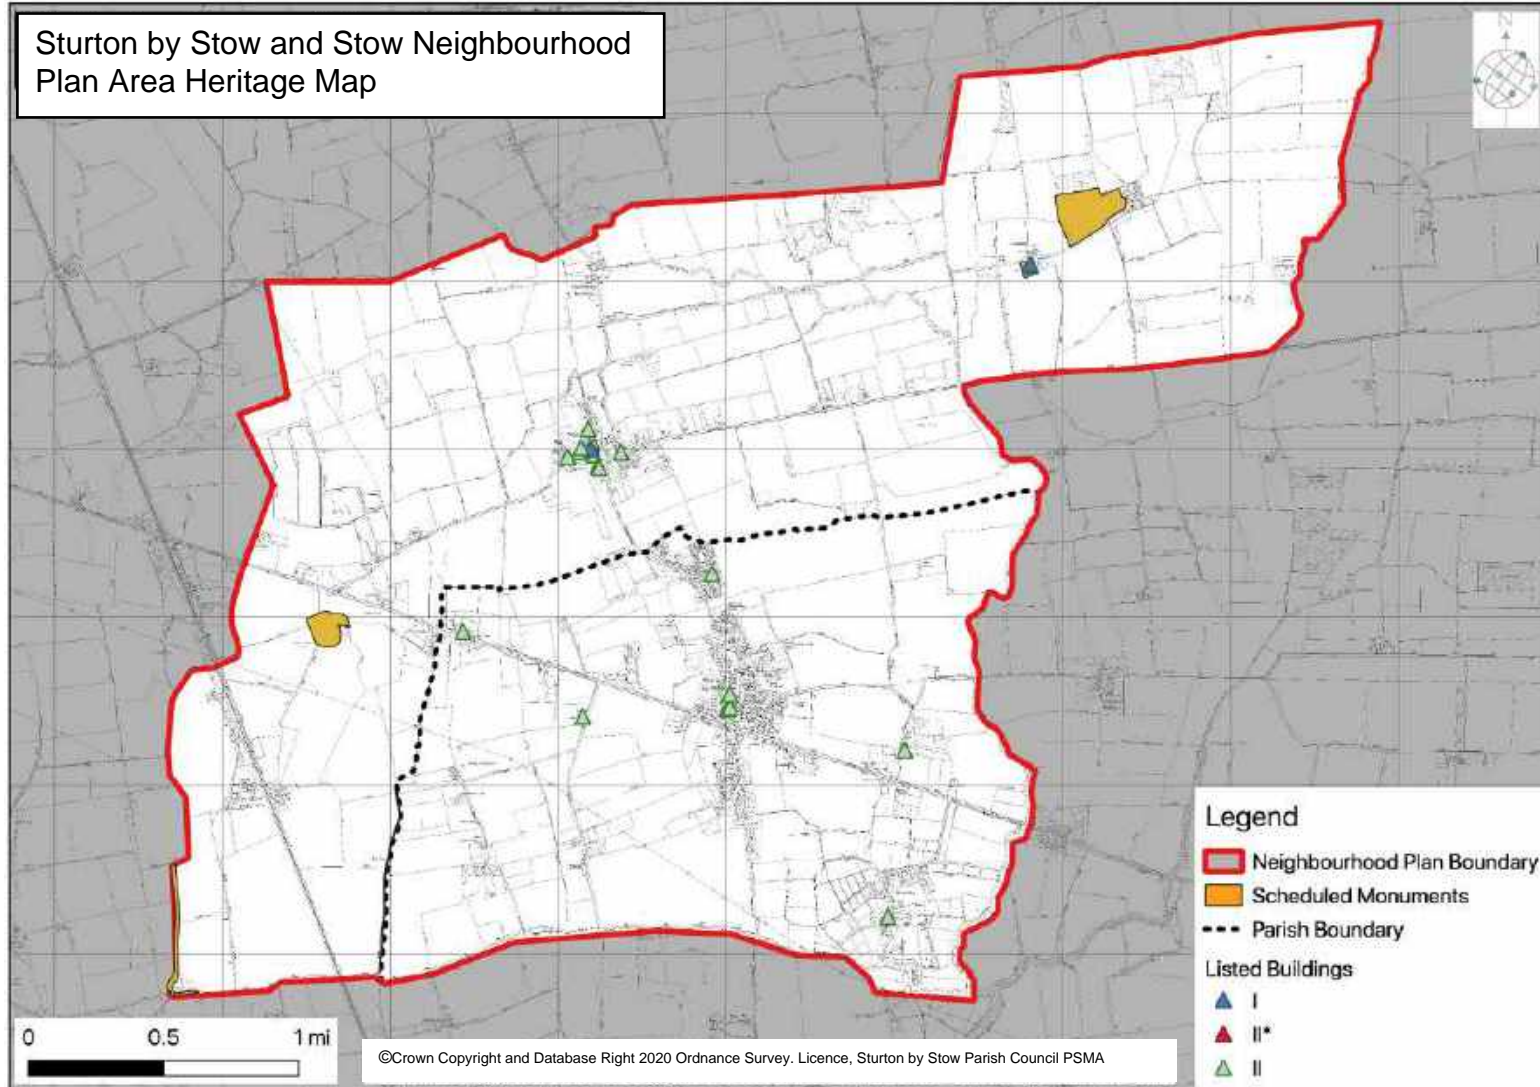 Sturton by Stow and Stow Neighbourhood
Plan Area Heritage Map
Z
Legend
Neighbourhood Plan Boundary
Scheduled Monuments
Parish Boundary
Listed Buildings
I
II*
II
0 0.5 1 mi
©Crown Copyright and Database Right 2020 Ordnance Survey. Licence, Sturton by Stow Parish Council PSMA